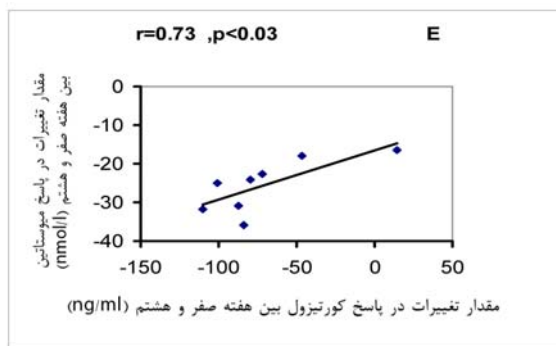 r=0.73 ,p<0.03 E
مقدار تغییرات در پاسخ میوستاتین
بین هفته صفر و هشتم (nmol/l)
0
-10
-20
-30
-40
-150 -100 -50 0 50
مقدار تغییرات در پاسخ کورتیزول بین هفته صفر و هشتم (ng/ml)